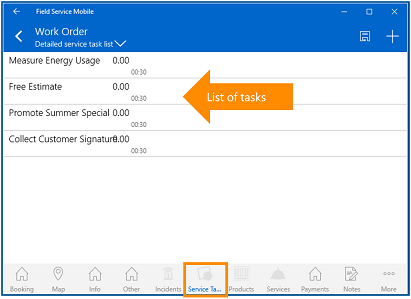 Field Service Mobile
Work Order
Detailed service task list
Measure Energy Usage 0.00
00:30
Free Estimate 0.00
00:30
Promote Summer Special 0.00
00:30
Collect Customer Signature 0.00
00:30
List of tasks
Booking Map Info Other Incidents Service Ta... Products Services Payments Notes More